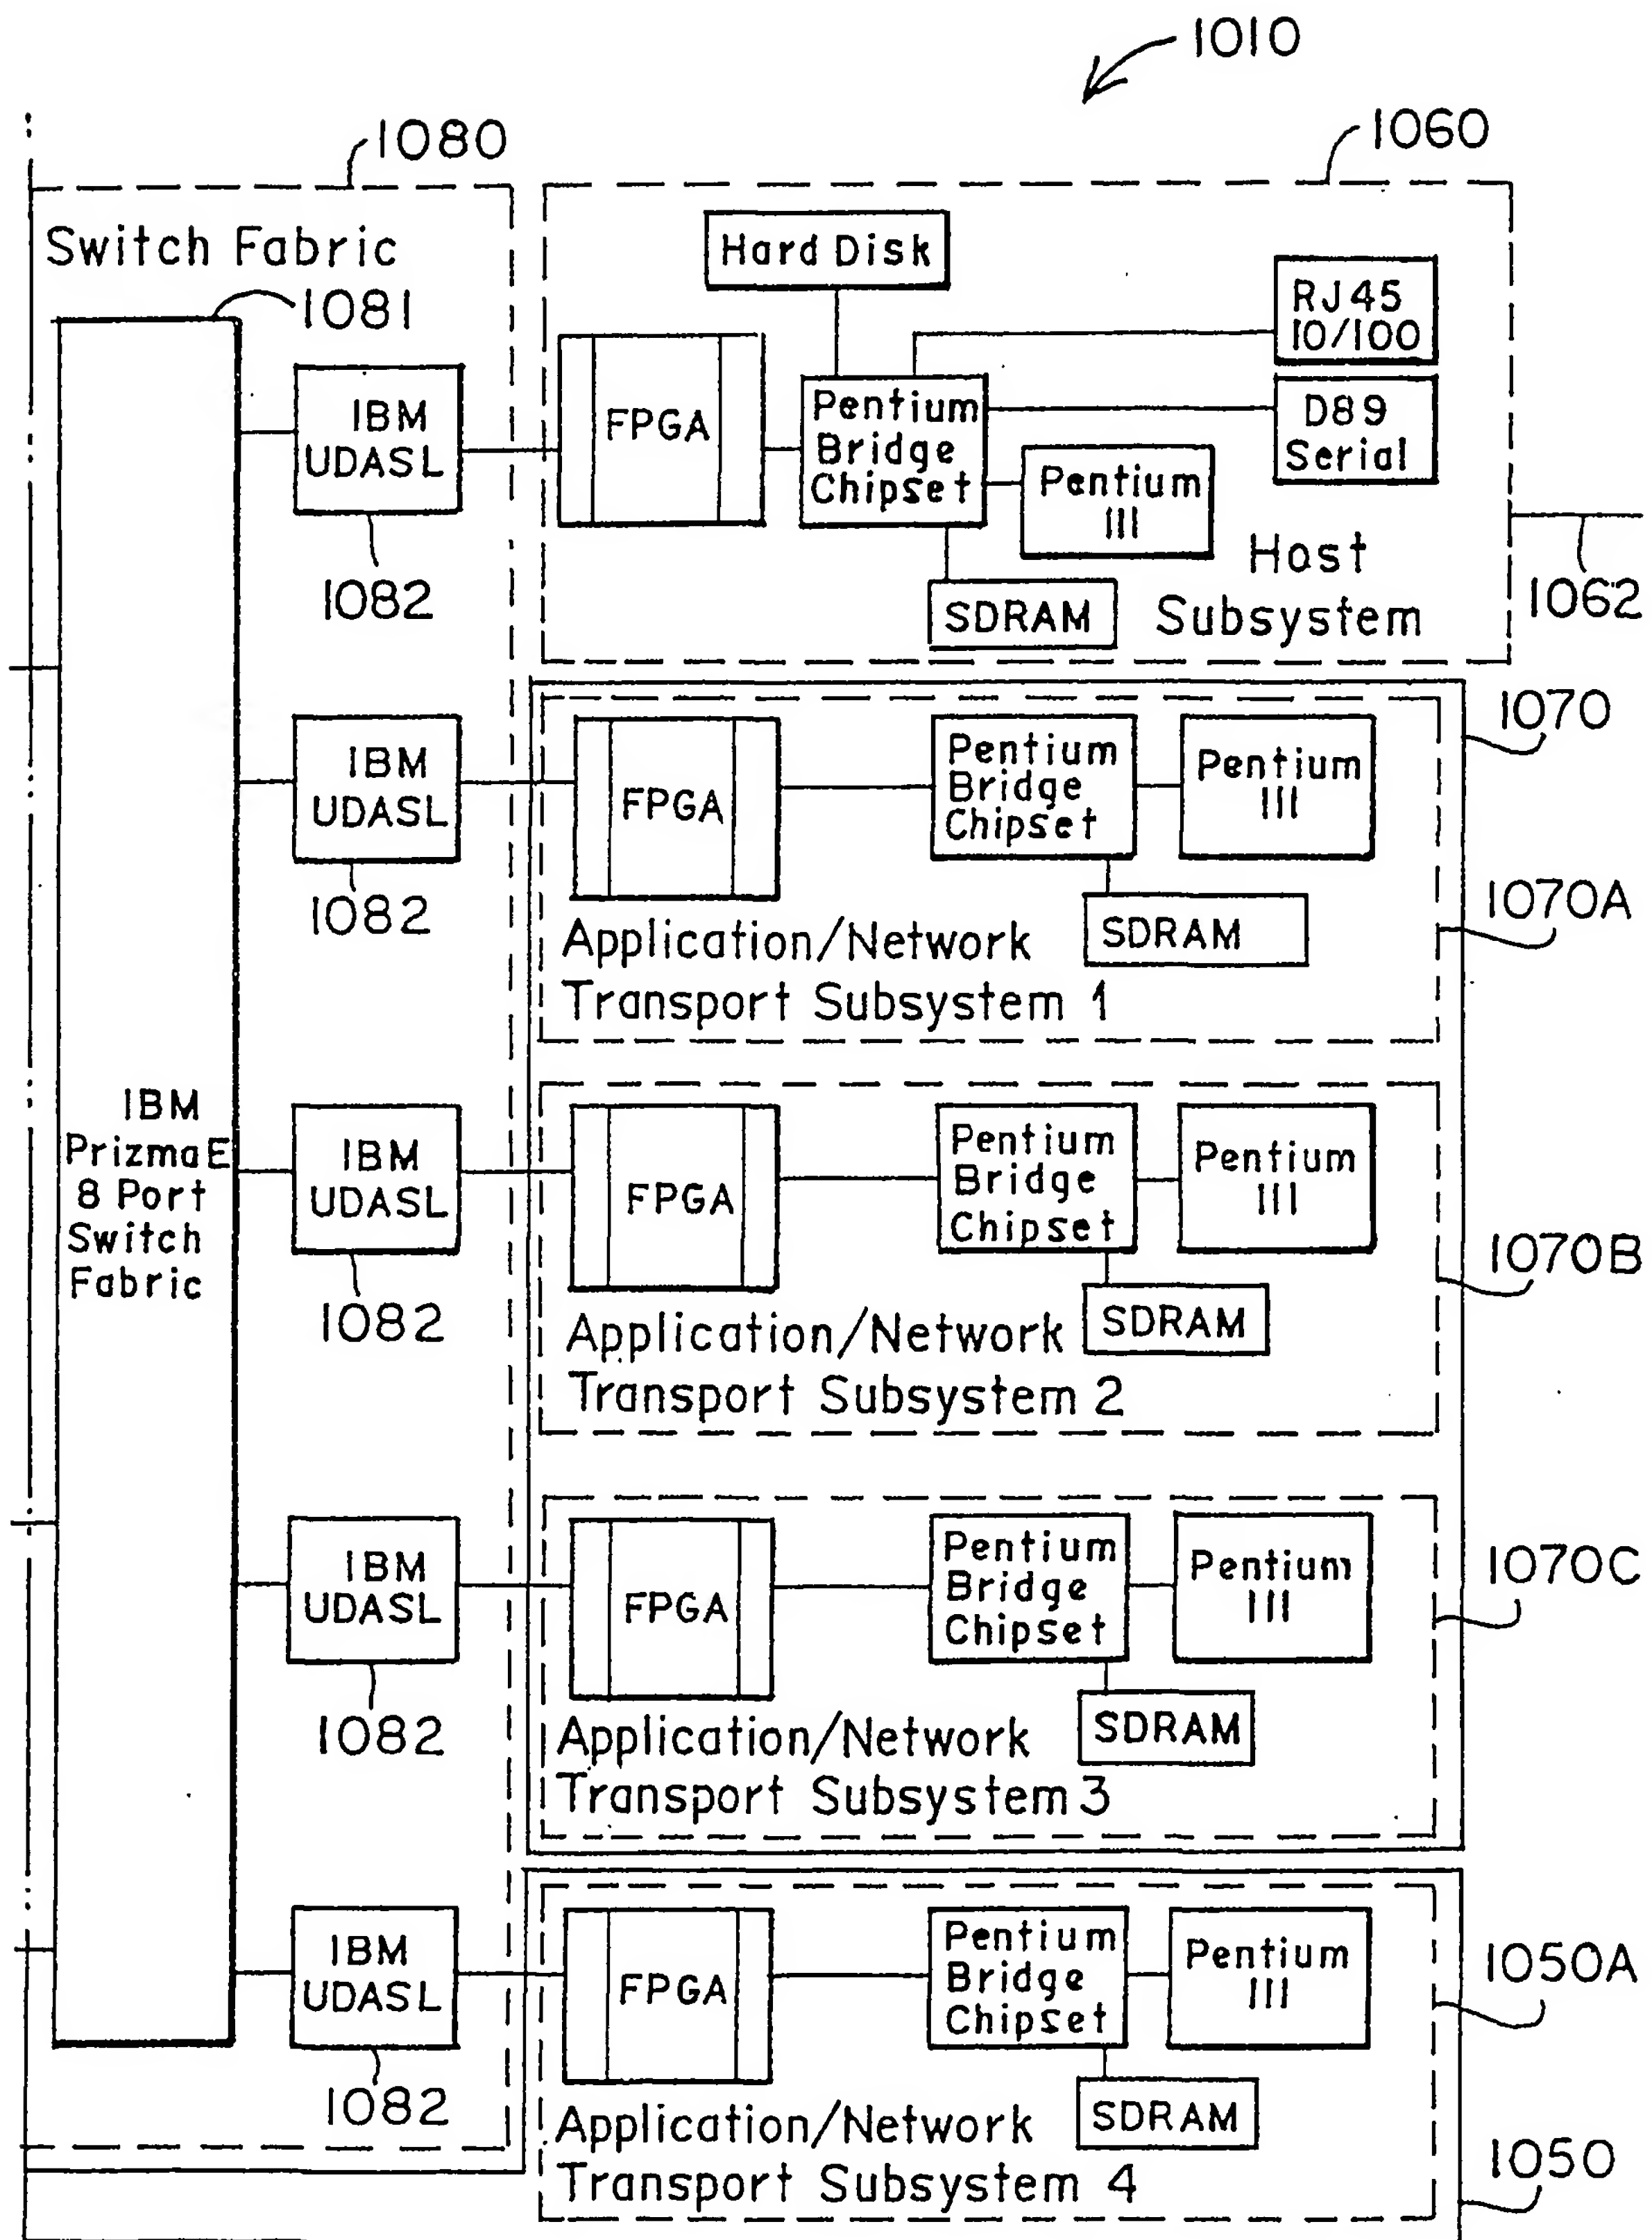 1010
1080
1060
Switch Fabric
1081
Hard Disk
RJ45
10/100
IBM
UDASL
FPGA
Pentium
Bridge
Chipset
D89
Serial
Pentium
III
Host
Subsystem
SDRAM
1082
1062
1070
IBM
UDASL
FPGA
Pentium
Bridge
Chipset
Pentium
III
1082
1070A
SDRAM
Application/Network
Transport Subsystem 1
IBM
PrizmaE
8 Port
Switch
Fabric
IBM
UDASL
FPGA
Pentium
Bridge
Chipset
Pentium
III
1070B
1082
SDRAM
Application/Network
Transport Subsystem 2
IBM
UDASL
FPGA
Pentium
Bridge
Chipset
Pentium
III
1070C
1082
SDRAM
Application/Network
Transport Subsystem 3
IBM
UDASL
FPGA
Pentium
Bridge
Chipset
Pentium
III
1050A
1082
SDRAM
Application/Network
Transport Subsystem 4
1050